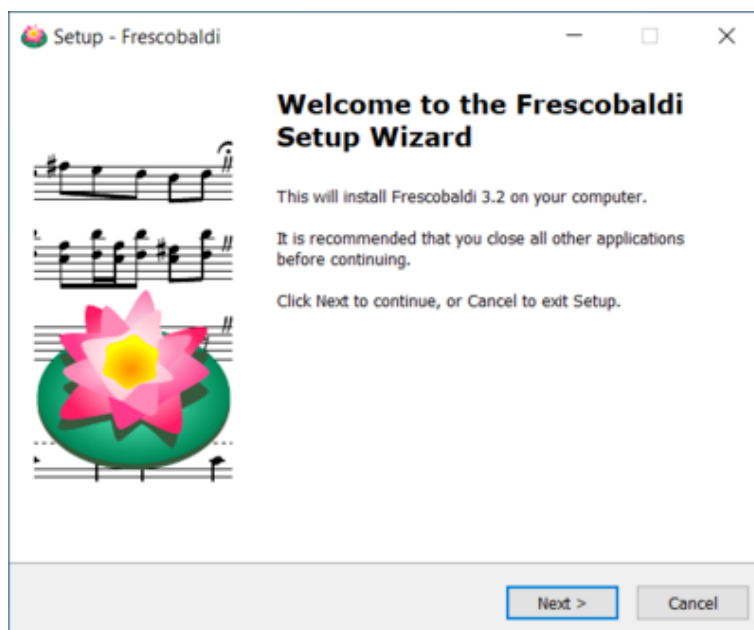 Setup - Frescobaldi
Welcome to the Frescobaldi
Setup Wizard
This will install Frescobaldi 3.2 on your computer.
It is recommended that you close all other applications
before continuing.
Click Next to continue, or Cancel to exit Setup.
Next >
Cancel